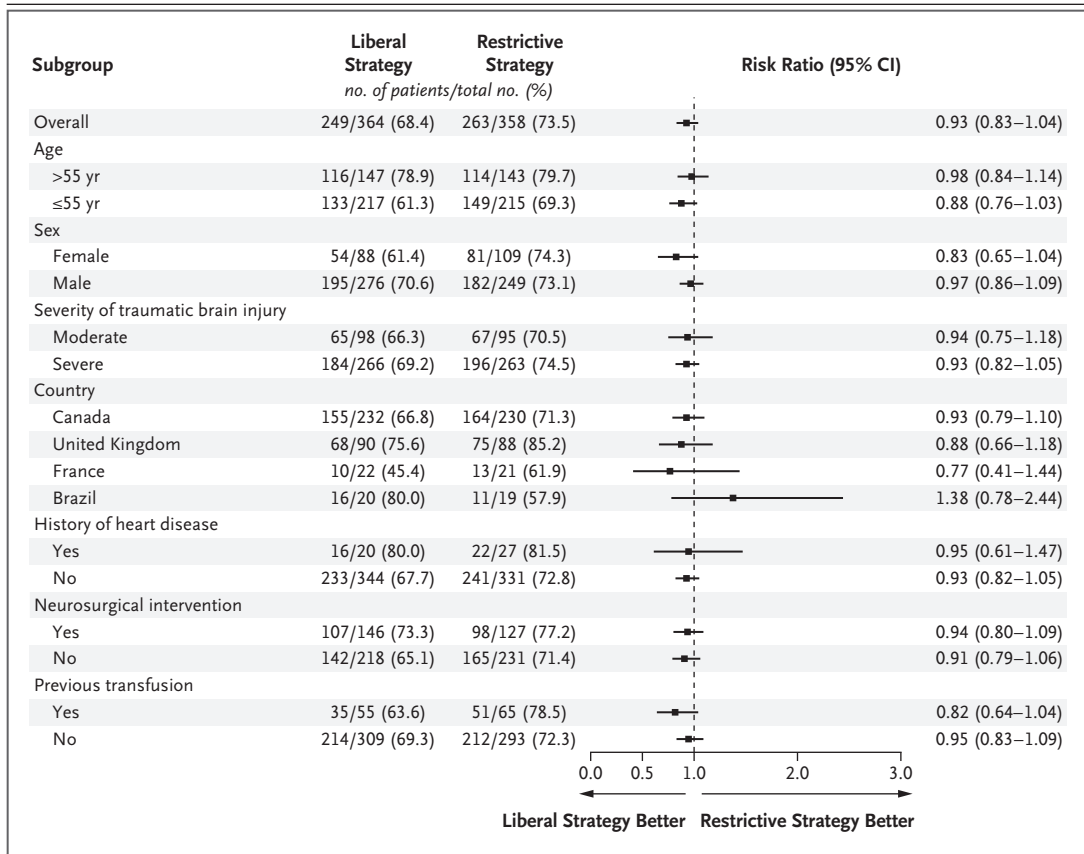 Subgroup Liberal Strategy Restrictive Strategy Risk Ratio (95% CI)
no. of patients/total no. (%)
Overall 249/364 (68.4) 263/358 (73.5) 0.93 (0.83–1.04)
Age
>55 yr 116/147 (78.9) 114/143 (79.7) 0.98 (0.84–1.14)
≤55 yr 133/217 (61.3) 149/215 (69.3) 0.88 (0.76–1.03)
Sex
Female 54/88 (61.4) 81/109 (74.3) 0.83 (0.65–1.04)
Male 195/276 (70.6) 182/249 (73.1) 0.97 (0.86–1.09)
Severity of traumatic brain injury
Moderate 65/98 (66.3) 67/95 (70.5) 0.94 (0.75–1.18)
Severe 184/266 (69.2) 196/263 (74.5) 0.93 (0.82–1.05)
Country
Canada 155/232 (66.8) 164/230 (71.3) 0.93 (0.79–1.10)
United Kingdom 68/90 (75.6) 75/88 (85.2) 0.88 (0.66–1.18)
France 10/22 (45.4) 13/21 (61.9) 0.77 (0.41–1.44)
Brazil 16/20 (80.0) 11/19 (57.9) 1.38 (0.78–2.44)
History of heart disease
Yes 16/20 (80.0) 22/27 (81.5) 0.95 (0.61–1.47)
No 233/344 (67.7) 241/331 (72.8) 0.93 (0.82–1.05)
Neurosurgical intervention
Yes 107/146 (73.3) 98/127 (77.2) 0.94 (0.80–1.09)
No 142/218 (65.1) 165/231 (71.4) 0.91 (0.79–1.06)
Previous transfusion
Yes 35/55 (63.6) 51/65 (78.5) 0.82 (0.64–1.04)
No 214/309 (69.3) 212/293 (72.3) 0.95 (0.83–1.09)
0.0 0.5 1.0 2.0 3.0
Liberal Strategy Better Restrictive Strategy Better